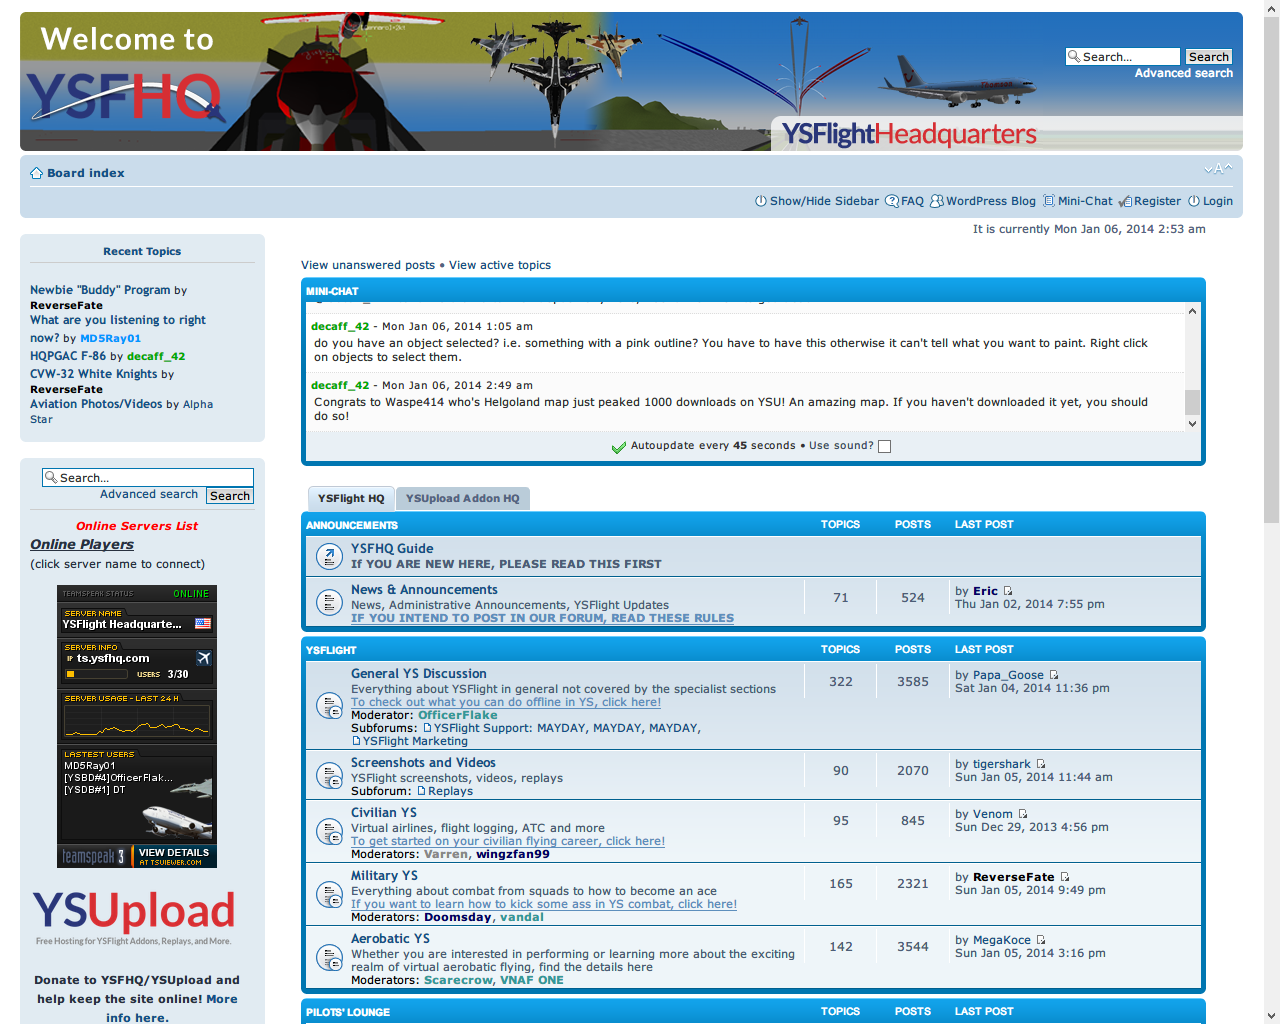 Welcome to
YSFHQ
Search...
Search
Advanced search
YSFlightHeadquarters
Board index
Show/Hide Sidebar
FAQ
WordPress Blog
Mini-Chat
Register
Login
It is currently Mon Jan 06, 2014 2:53 am
Recent Topics
Newbie "Buddy" Program by
ReverseFate
What are you listening to right
now? by MD5Ray01
HQPGAC F-86 by decaff_42
CVW-32 White Knights by
ReverseFate
Aviation Photos/Videos by Alpha
Star
Search...
Advanced search
Search
Online Servers List
Online Players
(click server name to connect)
TEAMSPEAK STATUS ONLINE
SERVER NAME
YSFlight Headquarte...
SERVER INFO
IP ts.ysfhq.com
USERS 3/30
SERVER USAGE - LAST 24 H
LASTEST USERS
MD5Ray01
[YSBD#4]OfficerFlak...
[YSDB#1] DT
teamspeak 3
VIEW DETAILS
AT TSVIEWER.COM
YSUpload
Free Hosting for YSFlight Addons, Replays, and More.
Donate to YSFHQ/YSUpload and
help keep the site online! More
info here.
View unanswered posts • View active topics
MINI-CHAT
decaff_42 - Mon Jan 06, 2014 1:05 am
do you have an object selected? i.e. something with a pink outline? You have to have this otherwise it can't tell what you want to paint. Right click
on objects to select them.
decaff_42 - Mon Jan 06, 2014 2:49 am
Congrats to Waspe414 who's Helgoland map just peaked 1000 downloads on YSU! An amazing map. If you haven't downloaded it yet, you should
do so!
Autoupdate every 45 seconds • Use sound?
YSFlight HQ
YSUpload Addon HQ
ANNOUNCEMENTS TOPICS POSTS LAST POST
YSFHQ Guide
If YOU ARE NEW HERE, PLEASE READ THIS FIRST
News & Announcements
News, Administrative Announcements, YSFlight Updates
IF YOU INTEND TO POST IN OUR FORUM, READ THESE RULES
71
524
by Eric
Thu Jan 02, 2014 7:55 pm
YSFLIGHT TOPICS POSTS LAST POST
General YS Discussion
Everything about YSFlight in general not covered by the specialist sections
To check out what you can do offline in YS, click here!
Moderator: OfficerFlake
Subforums: YSFlight Support: MAYDAY, MAYDAY, MAYDAY,
YSFlight Marketing
322
3585
by Papa_Goose
Sat Jan 04, 2014 11:36 pm
Screenshots and Videos
YSFlight screenshots, videos, replays
Subforum: Replays
90
2070
by tigershark
Sun Jan 05, 2014 11:44 am
Civilian YS
Virtual airlines, flight logging, ATC and more
To get started on your civilian flying career, click here!
Moderators: Varren, wingzfan99
95
845
by Venom
Sun Dec 29, 2013 4:56 pm
Military YS
Everything about combat from squads to how to become an ace
If you want to learn how to kick some ass in YS combat, click here!
Moderators: Doomsday, vandal
165
2321
by ReverseFate
Sun Jan 05, 2014 9:49 pm
Aerobatic YS
Whether you are interested in performing or learning more about the exciting
realm of virtual aerobatic flying, find the details here
Moderators: Scarecrow, VNAF ONE
142
3544
by MegaKoce
Sun Jan 05, 2014 3:16 pm
PILOTS' LOUNGE TOPICS POSTS LAST POST